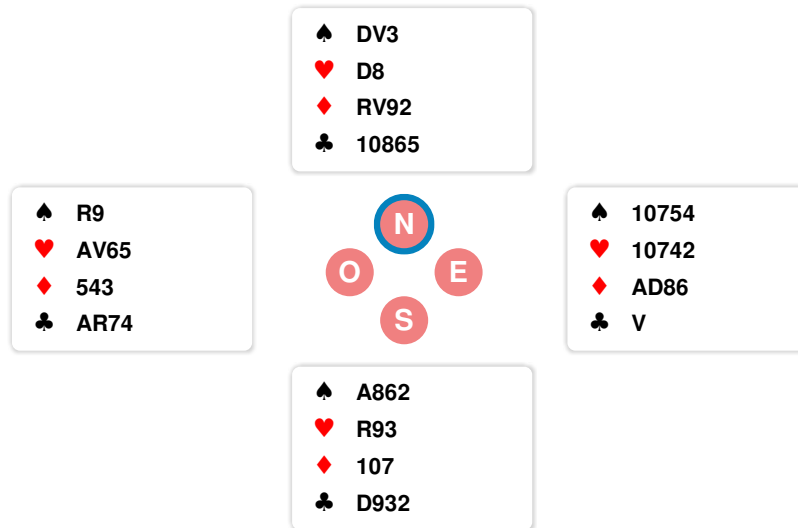 ♠ DV3
♥ D8
♦ RV92
♣ 10865
♠ R9
♥ AV65
♦ 543
♣ AR74
N
O E
S
♠ 10754
♥ 10742
♦ AD86
♣ V
♠ A862
♥ R93
♦ 107
♣ D932